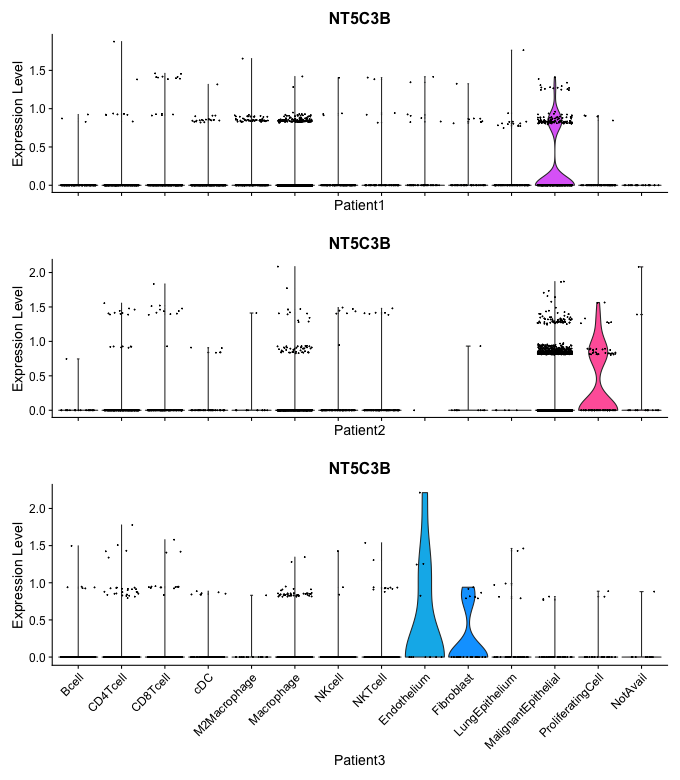 NT5C3B
Expression Level
1.5
1.0
0.5
0.0
Patient1
NT5C3B
Expression Level
2.0
1.5
1.0
0.5
0.0
Patient2
NT5C3B
Expression Level
2.0
1.5
1.0
0.5
0.0
Bcell
CD4Tcell
CD8Tcell
cDC
M2Macrophage
Macrophage
NKcell
NKTcell
Endothelium
Fibroblast
LungEpithelium
MalignantEpithelial
ProliferatingCell
NotAvail
Patient3